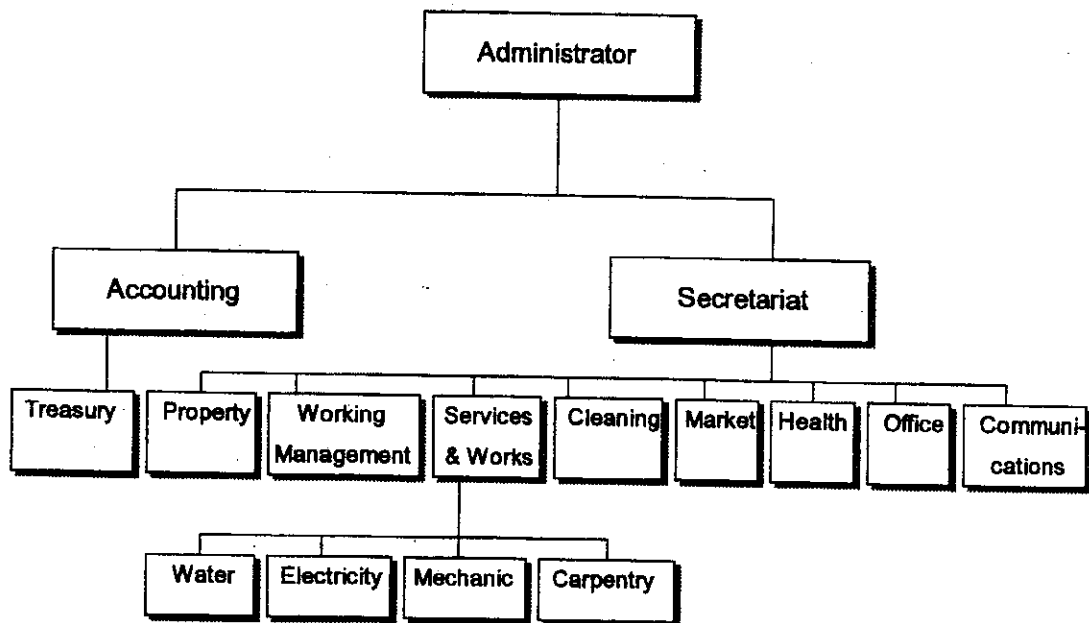 Administrator
Accounting
Secretariat
Treasury
Property
Working
Management
Services
& Works
Cleaning
Market
Health
Office
Communi-
cations
Water
Electricity
Mechanic
Carpentry